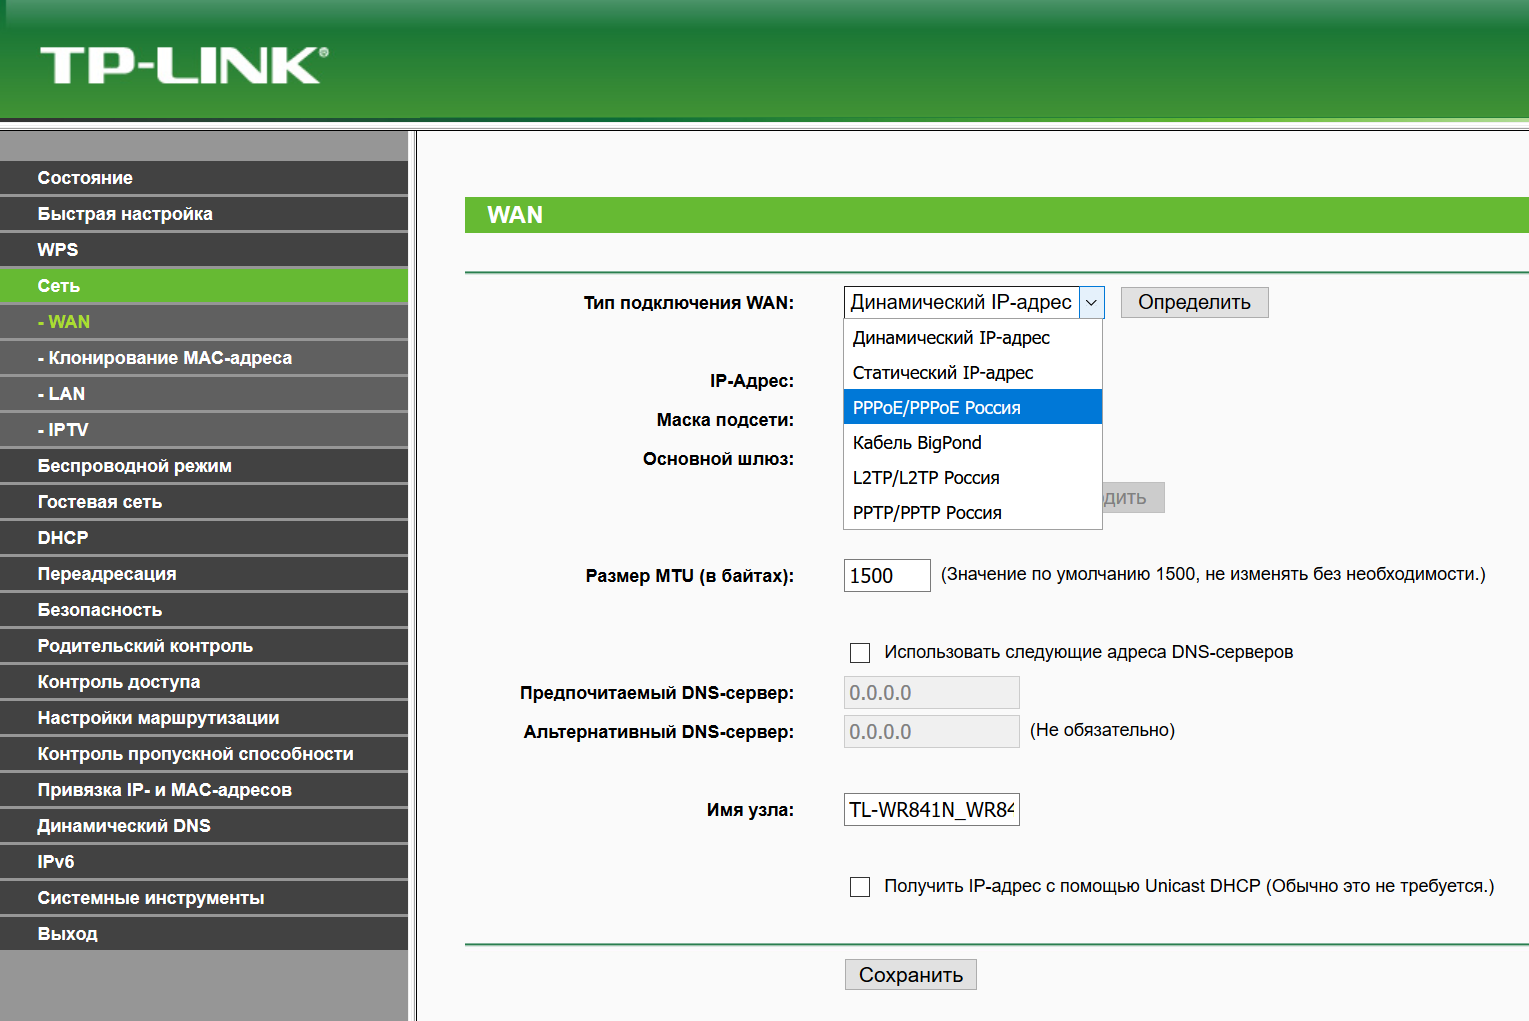 TP-LINK®
Состояние
Быстрая настройка
WPS
Сеть
- WAN
- Клонирование MAC-адреса
- LAN
- IPTV
Беспроводной режим
Гостевая сеть
DHCP
Переадресация
Безопасность
Родительский контроль
Контроль доступа
Настройки маршрутизации
Контроль пропускной способности
Привязка IP- и MAC-адресов
Динамический DNS
IPv6
Системные инструменты
Выход
WAN
Тип подключения WAN: Динамический IP-адрес Определить
Динамический IP-адрес
Статический IP-адрес
PPPoE/PPPoE Россия
Кабель BigPond
L2TP/L2TP Россия
PPTP/PPTP Россия
IP-Адрес:
Маска подсети:
Основной шлюз:
Размер MTU (в байтах): 1500 (Значение по умолчанию 1500, не изменять без необходимости.)
Использовать следующие адреса DNS-серверов
Предпочитаемый DNS-сервер: 0.0.0.0
Альтернативный DNS-сервер: 0.0.0.0 (Не обязательно)
Имя узла: TL-WR841N_WR84
Получить IP-адрес с помощью Unicast DHCP (Обычно это не требуется.)
Сохранить